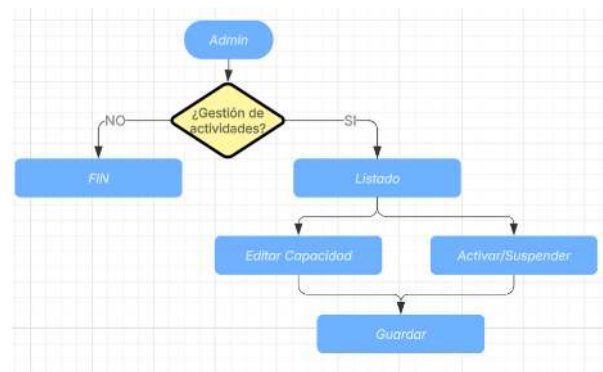 Admin
¿Gestión de
actividades?
NO
SI
FIN
Listado
Editar Capacidad
Activar/Suspender
Guardar